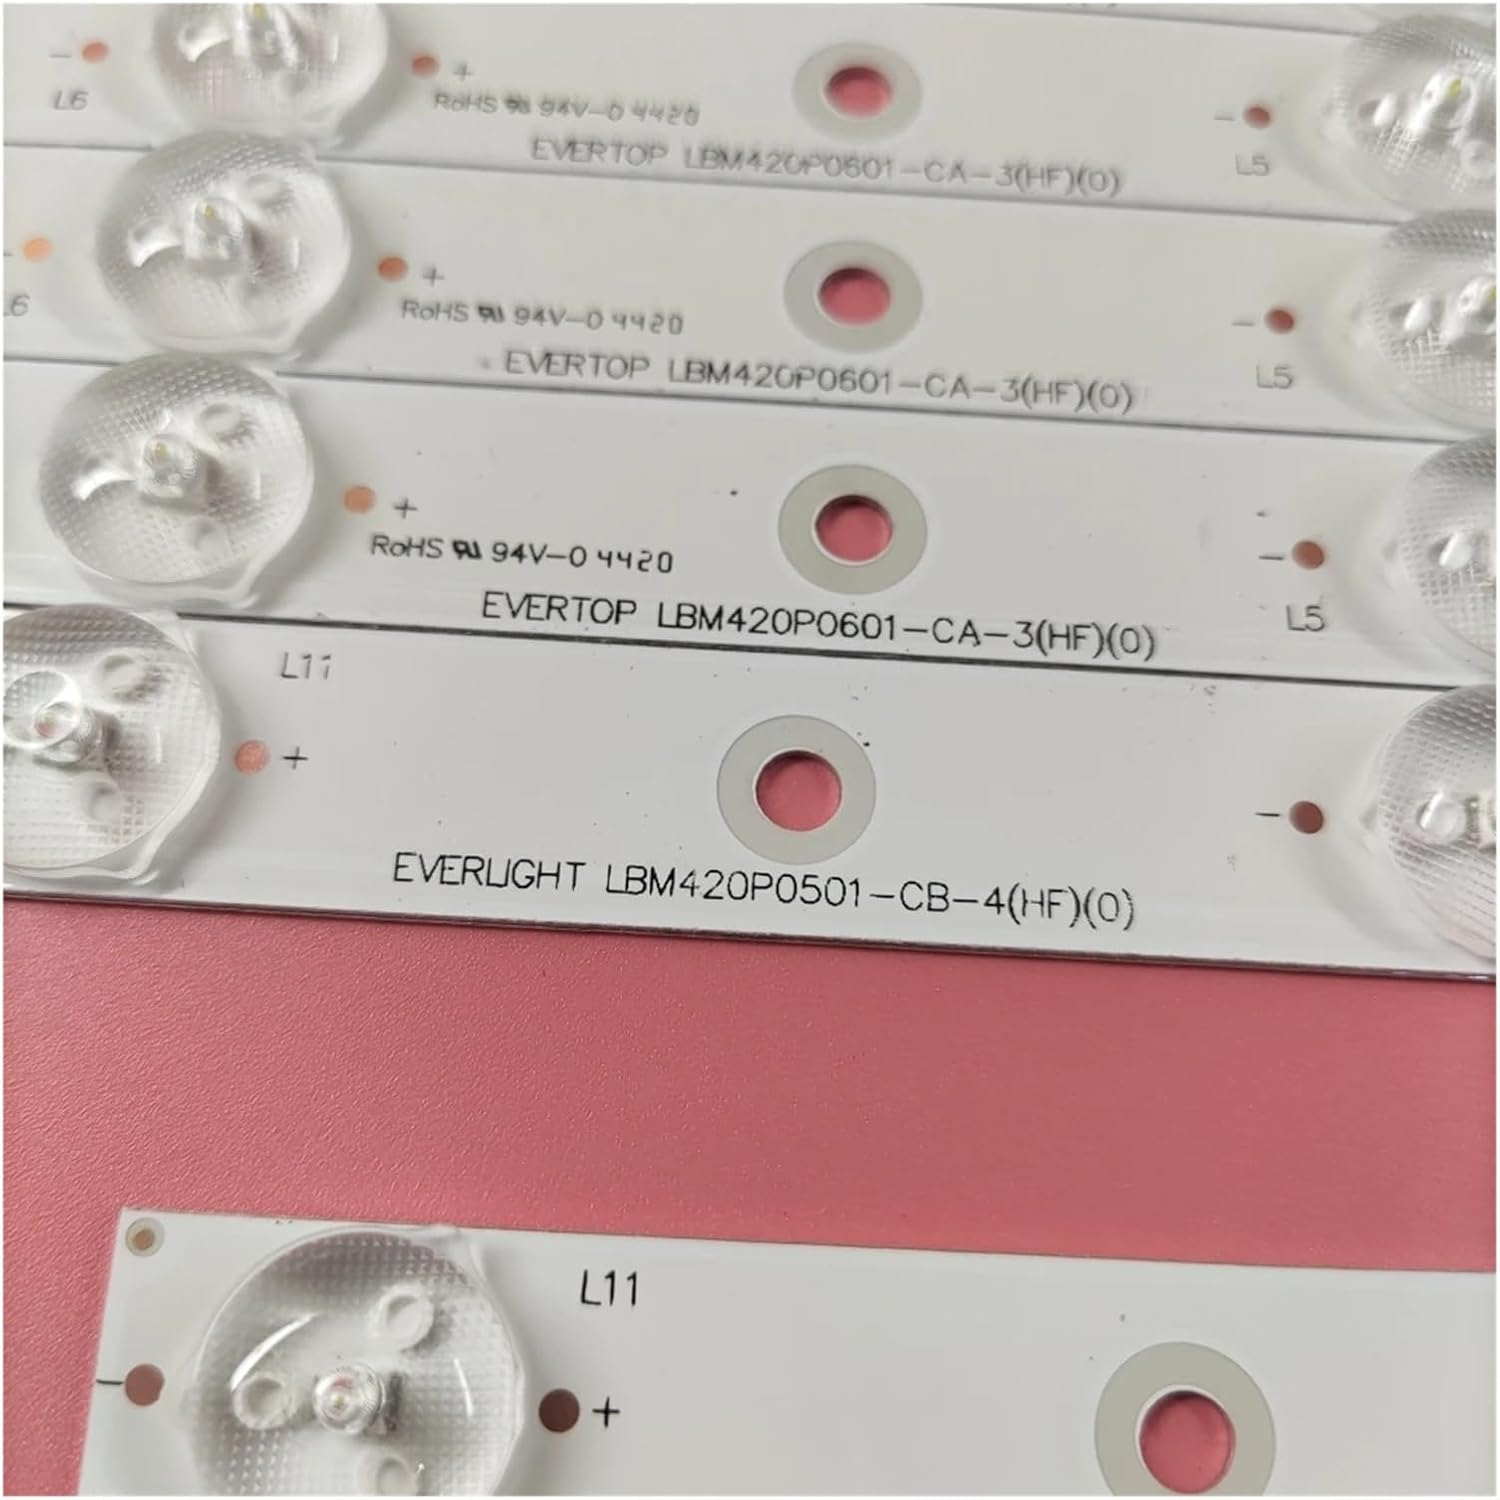 − +
L6
RoHS 94V-0 4420
EVERTOP LBM420P0601-CA-3(HF)(0)
−
L5
− +
L6
RoHS 94V-0 4420
EVERTOP LBM420P0601-CA-3(HF)(0)
−
L5
+
RoHS 94V-0 4420
EVERTOP LBM420P0601-CA-3(HF)(0)
−
L5
L11
+
EVERLIGHT LBM420P0501-CB-4(HF)(0)
−
L11
− +